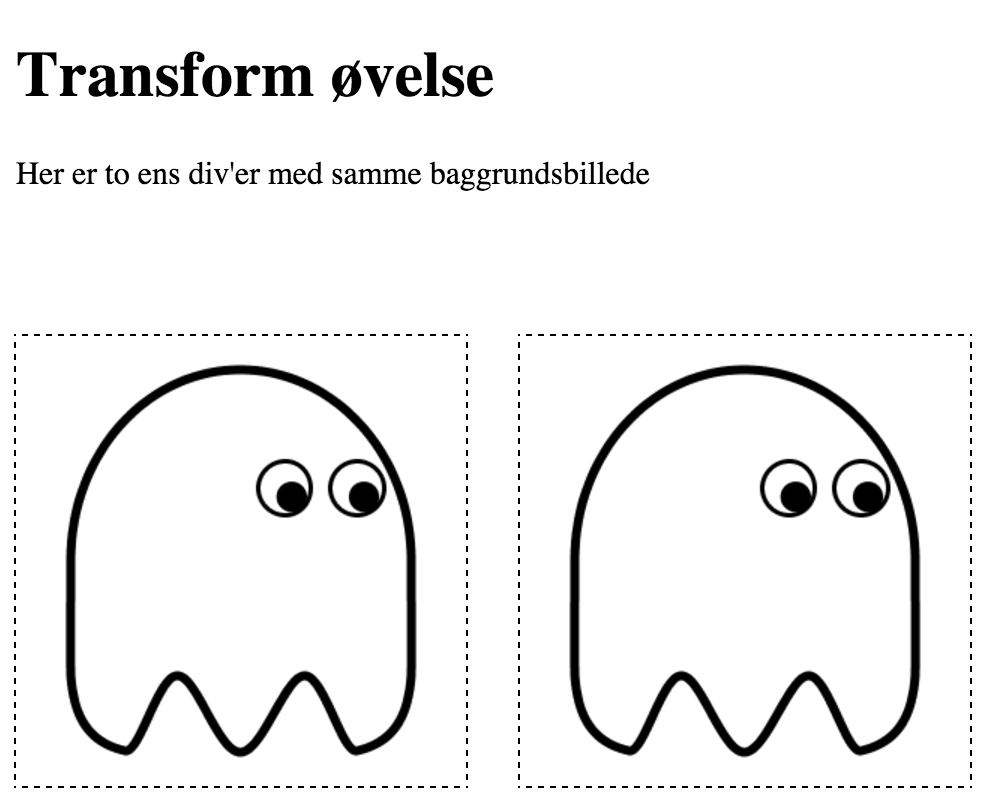 Transform øvelse
Her er to ens div'er med samme baggrundsbillede